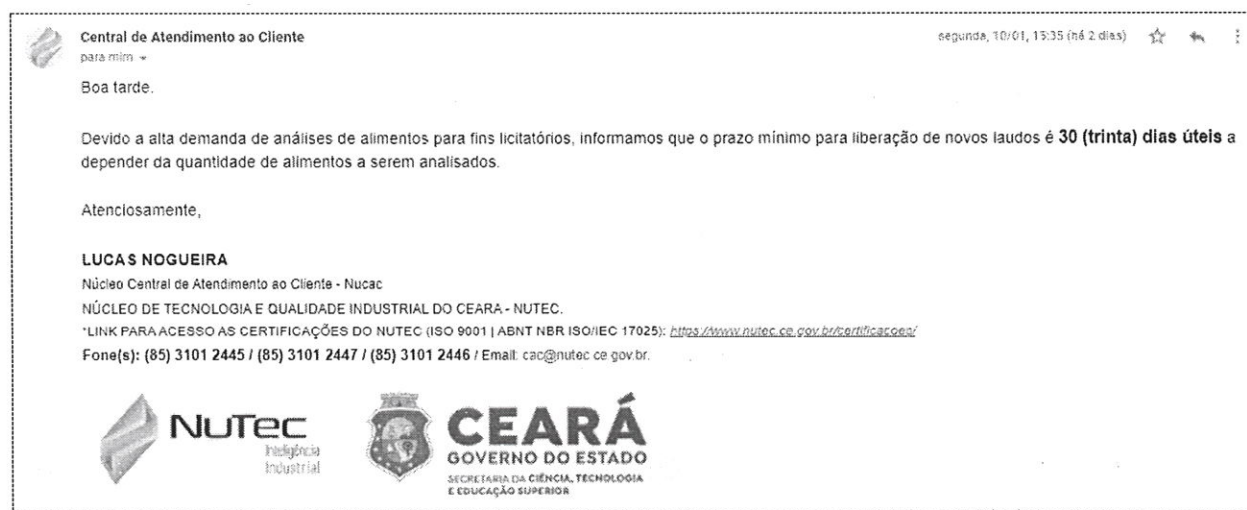 Central de Atendimento ao Cliente
segunda, 10/01, 15:35 (há 2 dias)
para mim
Boa tarde.
Devido a alta demanda de análises de alimentos para fins licitatórios, informamos que o prazo mínimo para liberação de novos laudos é 30 (trinta) dias úteis a
depender da quantidade de alimentos a serem analisados.
Atenciosamente,
LUCAS NOGUEIRA
Núcleo Central de Atendimento ao Cliente - Nucac
NÚCLEO DE TECNOLOGIA E QUALIDADE INDUSTRIAL DO CEARA - NUTEC.
*LINK PARA ACESSO AS CERTIFICAÇÕES DO NUTEC (ISO 9001 | ABNT NBR ISO/IEC 17025): https://www.nutec.ce.gov.br/certificacoes/
Fone(s): (85) 3101 2445 / (85) 3101 2447 / (85) 3101 2446 / Email: cac@nutec.ce.gov.br.
NuTec
Inteligência
Industrial
CEARÁ
GOVERNO DO ESTADO
SECRETARIA DA CIÊNCIA, TECNOLOGIA
E EDUCAÇÃO SUPERIOR